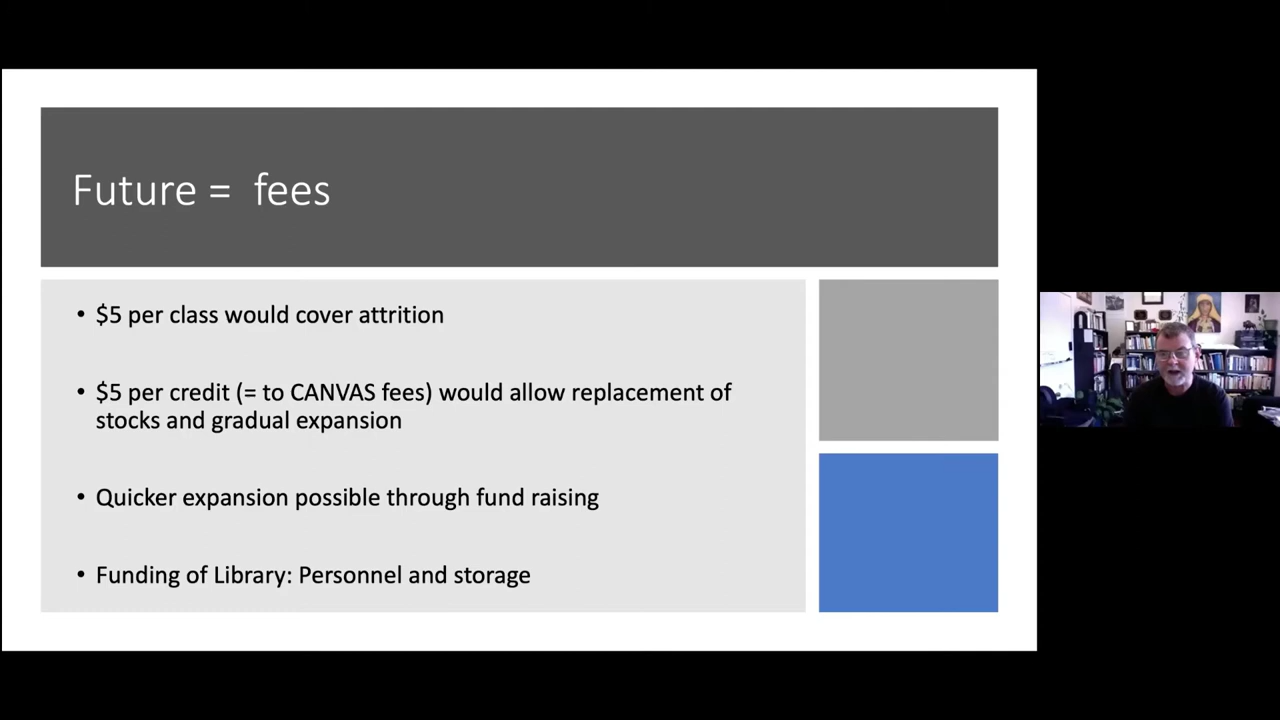 Future =  fees
• $5 per class would cover attrition
• $5 per credit (= to CANVAS fees) would allow replacement of
stocks and gradual expansion
• Quicker expansion possible through fund raising
• Funding of Library: Personnel and storage